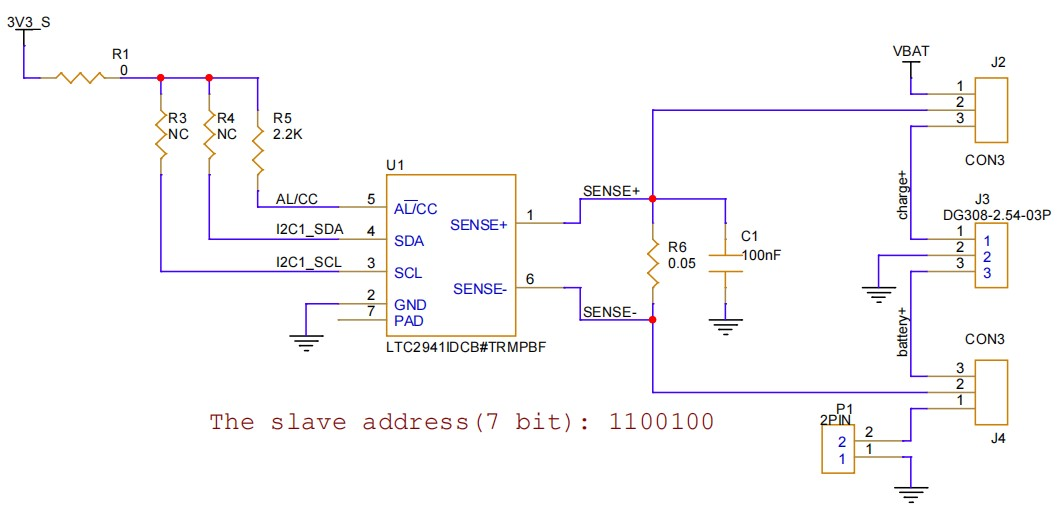 3V3_S
R1
0
R3
NC
R4
NC
R5
2.2K
U1
AL/CC
5
AL/CC
I2C1_SDA
4
SDA
I2C1_SCL
3
SCL
2
GND
7
PAD
SENSE+
1
SENSE-
6
LTC2941IDCB#TRMPBF
SENSE+
SENSE-
R6
0.05
C1
100nF
VBAT
J2
1
2
3
CON3
charge+
J3
DG308-2.54-03P
1
2
3
1
2
3
battery+
CON3
3
2
1
J4
P1
2PIN
2
1
2
1
The slave address(7 bit): 1100100